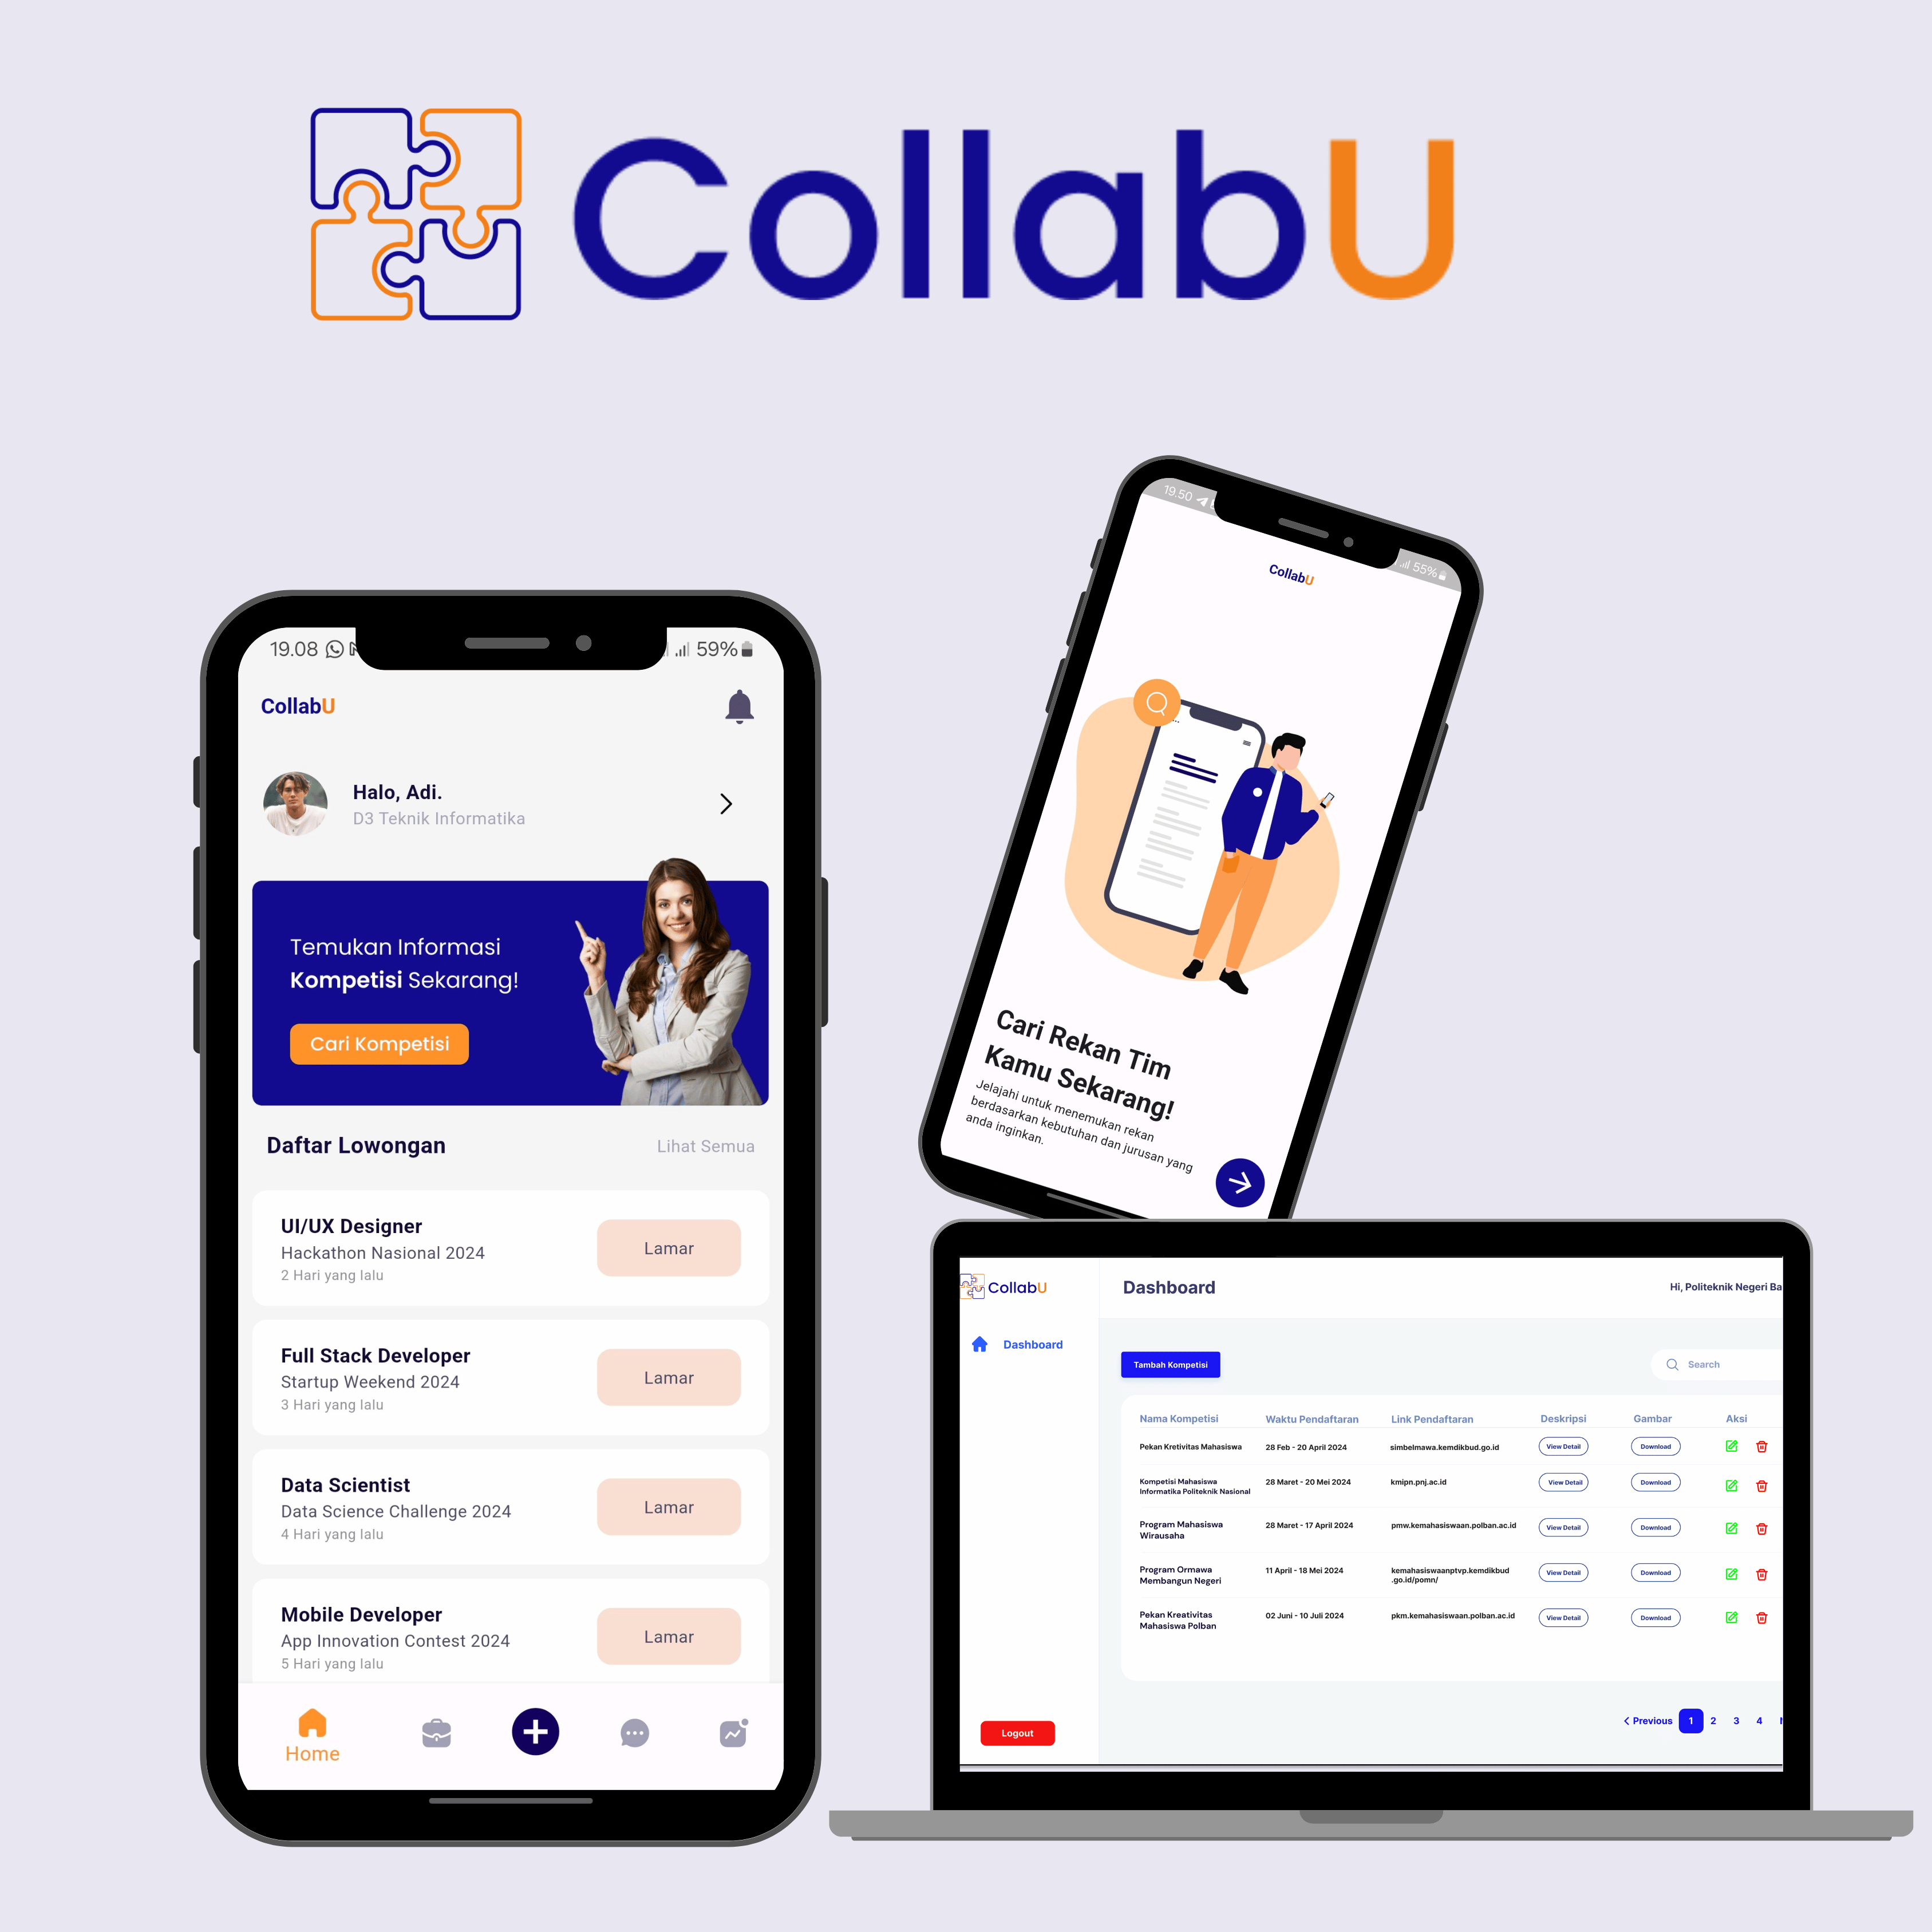 CollabU
19.08
59%
CollabU
Halo, Adi.
D3 Teknik Informatika
Temukan Informasi
Kompetisi Sekarang!
Cari Kompetisi
Daftar Lowongan
Lihat Semua
UI/UX Designer
Hackathon Nasional 2024
2 Hari yang lalu
Lamar
Full Stack Developer
Startup Weekend 2024
3 Hari yang lalu
Lamar
Data Scientist
Data Science Challenge 2024
4 Hari yang lalu
Lamar
Mobile Developer
App Innovation Contest 2024
5 Hari yang lalu
Lamar
Home
19.50
55%
CollabU
Cari Rekan Tim
Kamu Sekarang!
Jelajahi untuk menemukan rekan
berdasarkan kebutuhan dan jurusan yang
anda inginkan.
CollabU
Dashboard
Hi, Politeknik Negeri Ba
Dashboard
Tambah Kompetisi
Search
Nama Kompetisi Waktu Pendaftaran Link Pendaftaran Deskripsi Gambar Aksi
Pekan Kretivitas Mahasiswa 28 Feb - 20 April 2024 simbelmawa.kemdikbud.go.id View Detail Download
Kompetisi Mahasiswa 28 Maret - 20 Mei 2024 kmipn.pnj.ac.id View Detail Download
Informatika Politeknik Nasional
Program Mahasiswa 28 Maret - 17 April 2024 pmw.kemahasiswaan.polban.ac.id View Detail Download
Wirausaha
Program Ormawa 11 April - 18 Mei 2024 kemahasiswaanptvp.kemdikbud View Detail Download
Membangun Negeri .go.id/pomn/
Pekan Kreativitas 02 Juni - 10 Juli 2024 pkm.kemahasiswaan.polban.ac.id View Detail Download
Mahasiswa Polban
< Previous 1 2 3 4
Logout